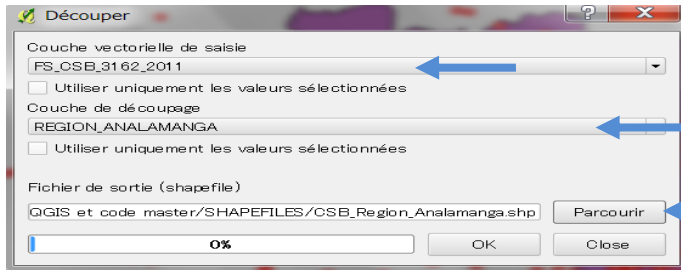 Découper
Couche vectorielle de saisie
FS_CSB_3162_2011
Utiliser uniquement les valeurs sélectionnées
Couche de découpage
REGION_ANALAMANGA
Utiliser uniquement les valeurs sélectionnées
Fichier de sortie (shapefile)
QGIS et code master/SHAPEFILES/CSB_Region_Analamanga.shp Parcourir
0% OK Close